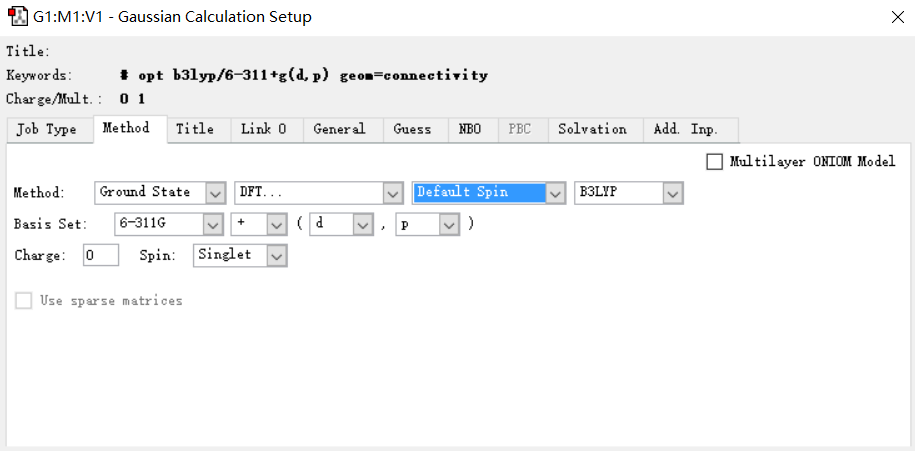 G1:M1:V1 - Gaussian Calculation Setup
Title:
Keywords: # opt b3lyp/6-311+g(d,p) geom=connectivity
Charge/Mult.: 0 1
Job Type Method Title Link 0 General Guess NBO PBC Solvation Add. Inp.
Multilayer ONIOM Model
Method: Ground State DFT... Default Spin B3LYP
Basis Set: 6-311G + ( d , p )
Charge: 0 Spin: Singlet
Use sparse matrices